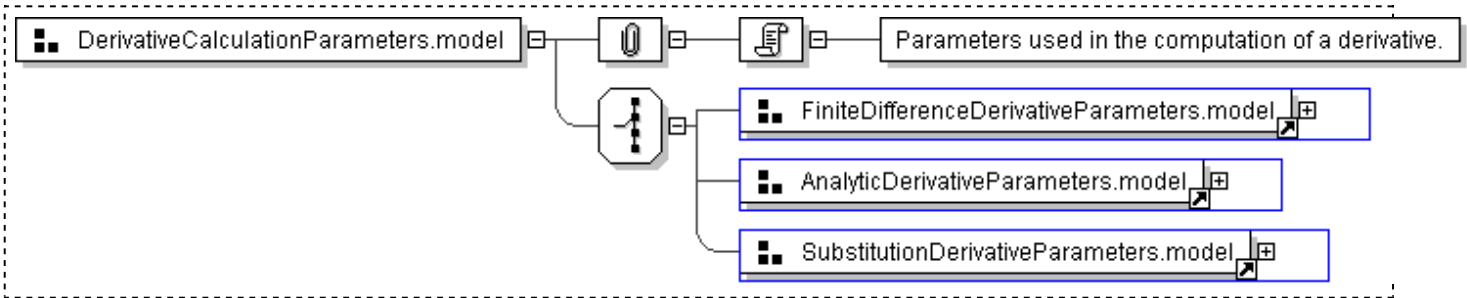 DerivativeCalculationParameters.model
Parameters used in the computation of a derivative.
FiniteDifferenceDerivativeParameters.model
AnalyticDerivativeParameters.model
SubstitutionDerivativeParameters.model